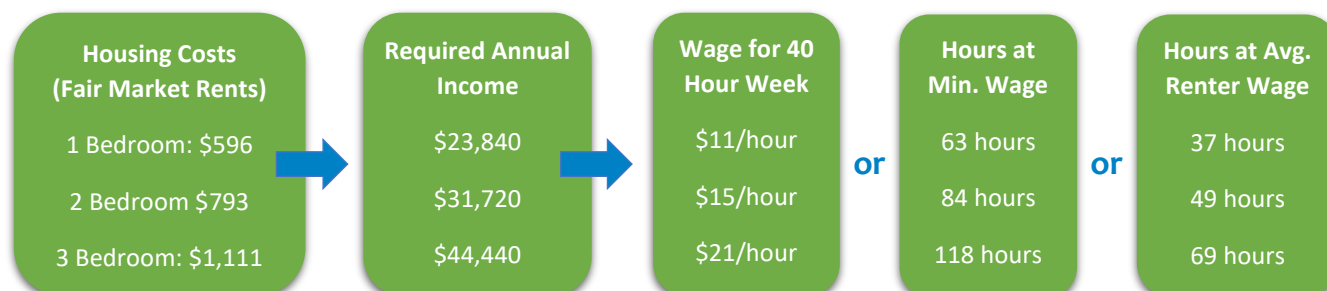 Housing Costs
(Fair Market Rents)
1 Bedroom: $596
2 Bedroom $793
3 Bedroom: $1,111
Required Annual
Income
$23,840
$31,720
$44,440
Wage for 40
Hour Week
$11/hour
$15/hour
$21/hour
or
Hours at
Min. Wage
63 hours
84 hours
118 hours
or
Hours at Avg.
Renter Wage
37 hours
49 hours
69 hours